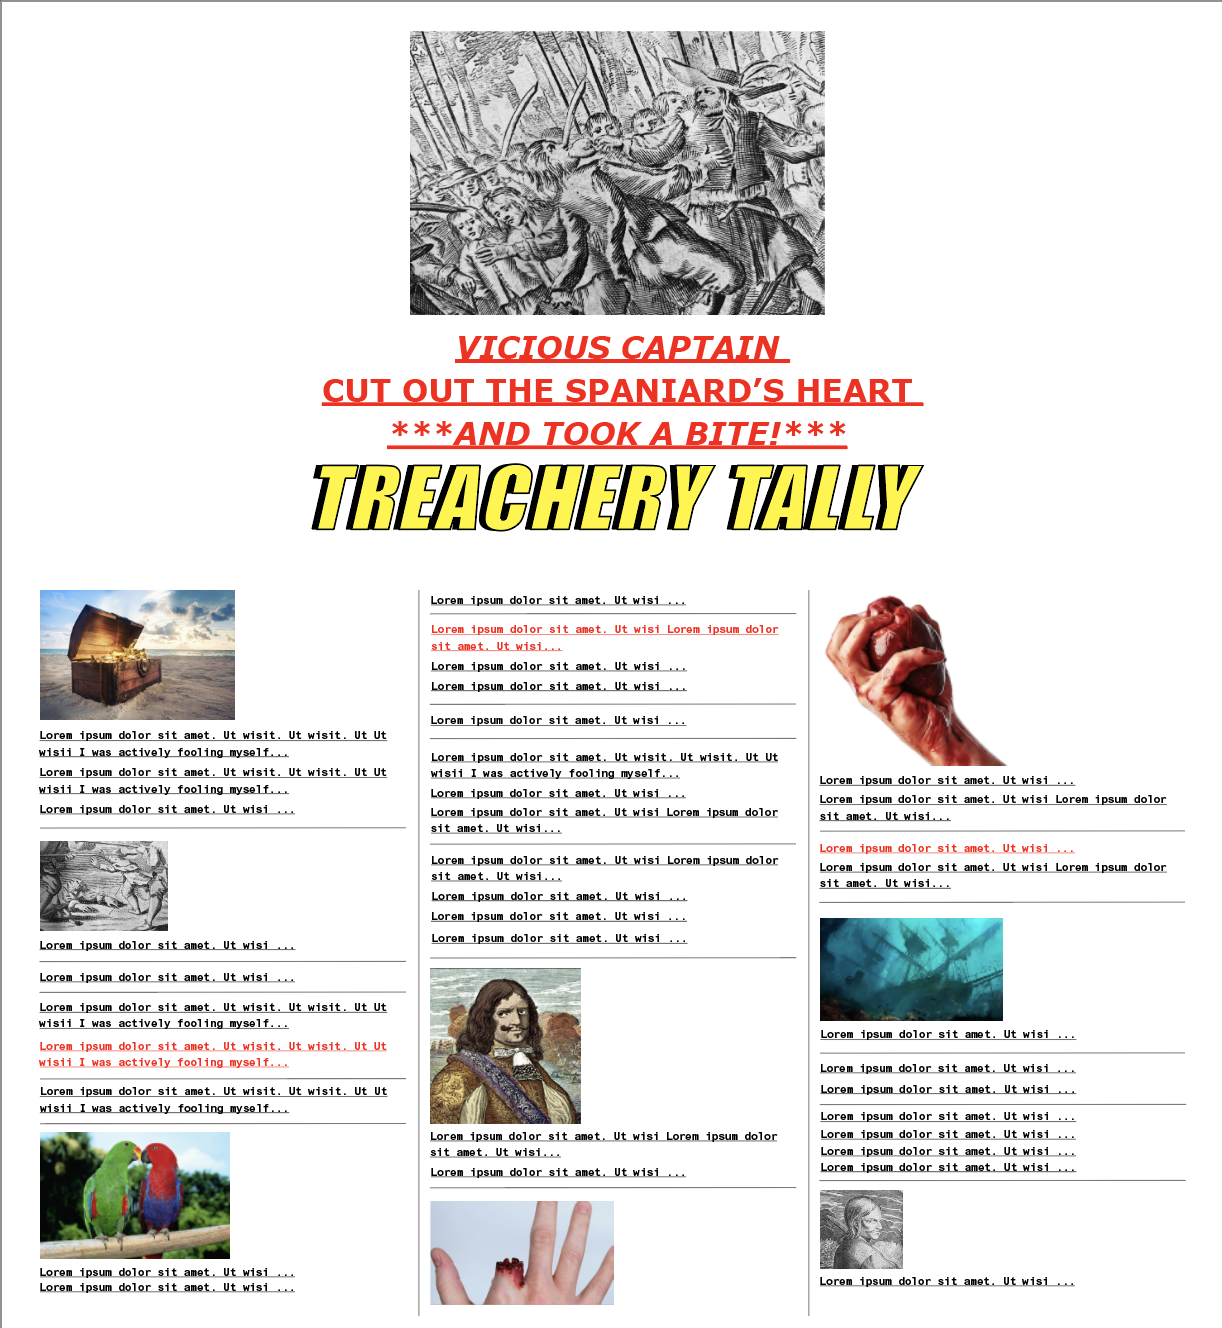 VICIOUS CAPTAIN
CUT OUT THE SPANIARD'S HEART
***AND TOOK A BITE!***
TREACHERY TALLY
Lorem ipsum dolor sit amet. Ut wisit. Ut wisit. Ut Ut
wisii I was actively fooling myself...
Lorem ipsum dolor sit amet. Ut wisit. Ut wisit. Ut Ut
wisii I was actively fooling myself...
Lorem ipsum dolor sit amet. Ut wisi ...
Lorem ipsum dolor sit amet. Ut wisi ...
Lorem ipsum dolor sit amet. Ut wisi ...
Lorem ipsum dolor sit amet. Ut wisit. Ut wisit. Ut Ut
wisii I was actively fooling myself...
Lorem ipsum dolor sit amet. Ut wisit. Ut wisit. Ut Ut
wisii I was actively fooling myself...
Lorem ipsum dolor sit amet. Ut wisit. Ut wisit. Ut Ut
wisii I was actively fooling myself...
Lorem ipsum dolor sit amet. Ut wisi ...
Lorem ipsum dolor sit amet. Ut wisi ...
Lorem ipsum dolor sit amet. Ut wisi ...
Lorem ipsum dolor sit amet. Ut wisi Lorem ipsum dolor
sit amet. Ut wisi...
Lorem ipsum dolor sit amet. Ut wisi ...
Lorem ipsum dolor sit amet. Ut wisi ...
Lorem ipsum dolor sit amet. Ut wisi ...
Lorem ipsum dolor sit amet. Ut wisit. Ut wisit. Ut Ut
wisii I was actively fooling myself...
Lorem ipsum dolor sit amet. Ut wisi ...
Lorem ipsum dolor sit amet. Ut wisi Lorem ipsum dolor
sit amet. Ut wisi...
Lorem ipsum dolor sit amet. Ut wisi Lorem ipsum dolor
sit amet. Ut wisi...
Lorem ipsum dolor sit amet. Ut wisi ...
Lorem ipsum dolor sit amet. Ut wisi ...
Lorem ipsum dolor sit amet. Ut wisi ...
Lorem ipsum dolor sit amet. Ut wisi Lorem ipsum dolor
sit amet. Ut wisi...
Lorem ipsum dolor sit amet. Ut wisi ...
Lorem ipsum dolor sit amet. Ut wisi ...
Lorem ipsum dolor sit amet. Ut wisi Lorem ipsum dolor
sit amet. Ut wisi...
Lorem ipsum dolor sit amet. Ut wisi ...
Lorem ipsum dolor sit amet. Ut wisi Lorem ipsum dolor
sit amet. Ut wisi...
Lorem ipsum dolor sit amet. Ut wisi ...
Lorem ipsum dolor sit amet. Ut wisi ...
Lorem ipsum dolor sit amet. Ut wisi ...
Lorem ipsum dolor sit amet. Ut wisi ...
Lorem ipsum dolor sit amet. Ut wisi ...
Lorem ipsum dolor sit amet. Ut wisi ...
Lorem ipsum dolor sit amet. Ut wisi ...
Lorem ipsum dolor sit amet. Ut wisi ...